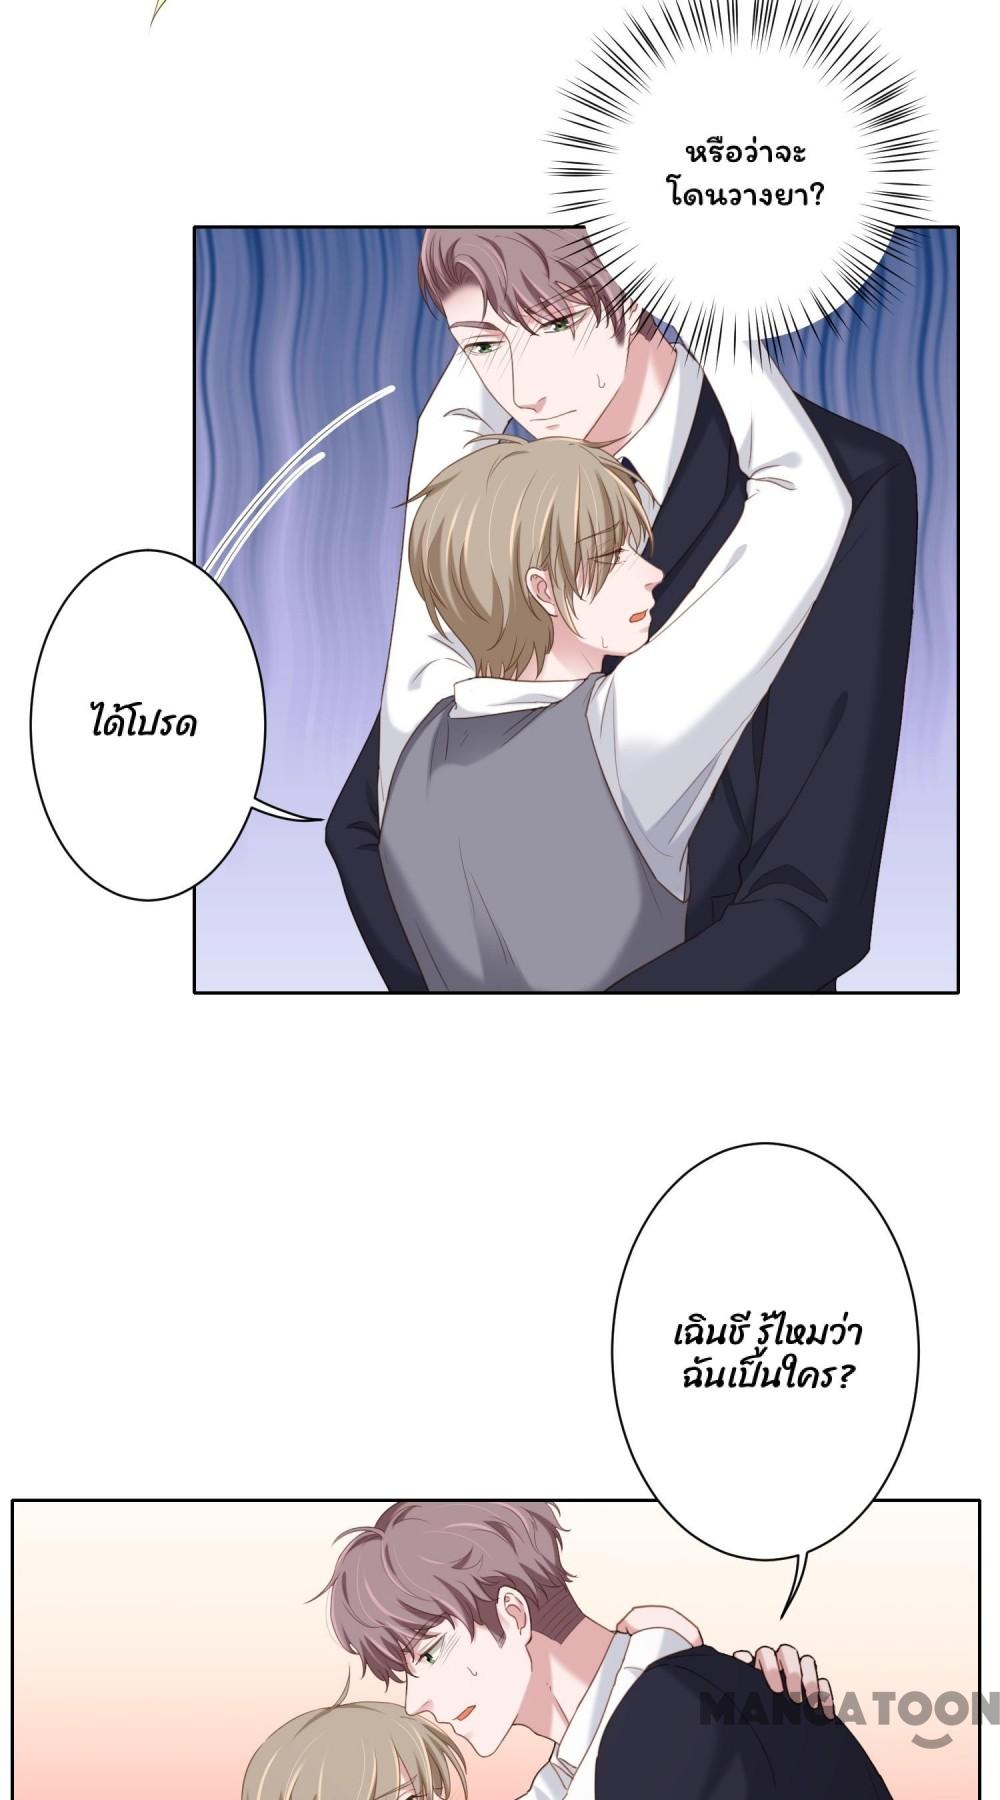 หรือว่าจะ
โดนวางยา?
ได้โปรด
เฉินชี รู้ไหมว่า
ฉันเป็นใคร?
MANGATOON